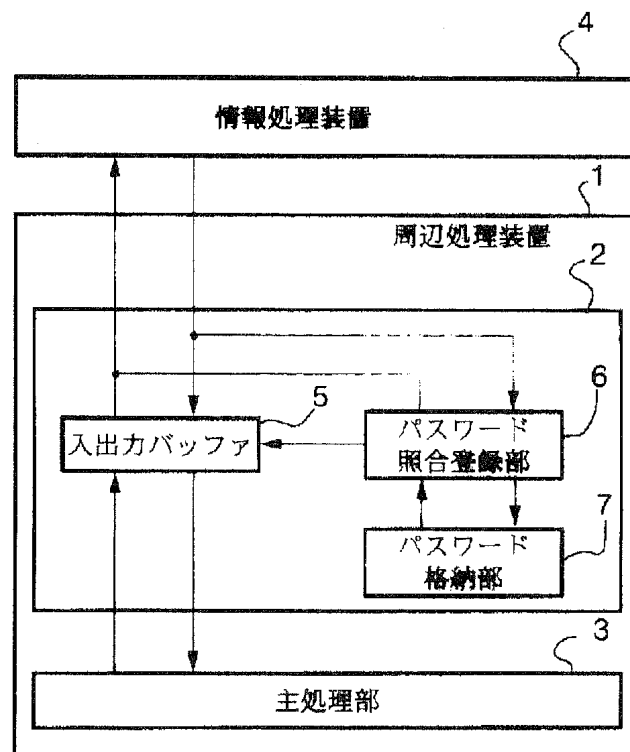 4
情報処理装置
1
周辺処理装置
2
5
入出力バッファ
6
パスワード
照合登録部
7
パスワード
格納部
3
主処理部